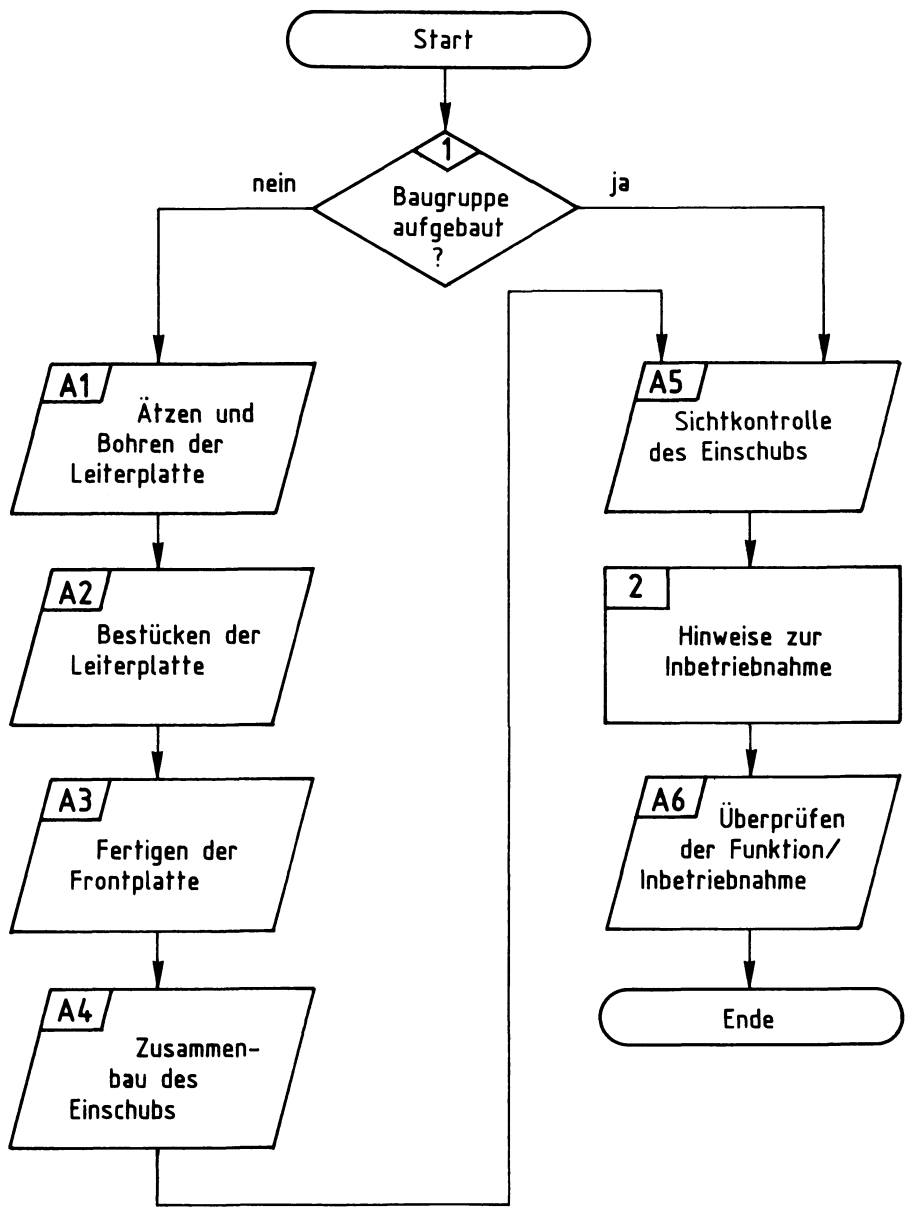 Start
1
Baugruppe
aufgebaut
?
nein
ja
A1
Ätzen und
Bohren der
Leiterplatte
A2
Bestücken der
Leiterplatte
A3
Fertigen der
Frontplatte
A4
Zusammen-
bau des
Einschubs
A5
Sichtkontrolle
des Einschubs
2
Hinweise zur
Inbetriebnahme
A6
Überprüfen
der Funktion/
Inbetriebnahme
Ende